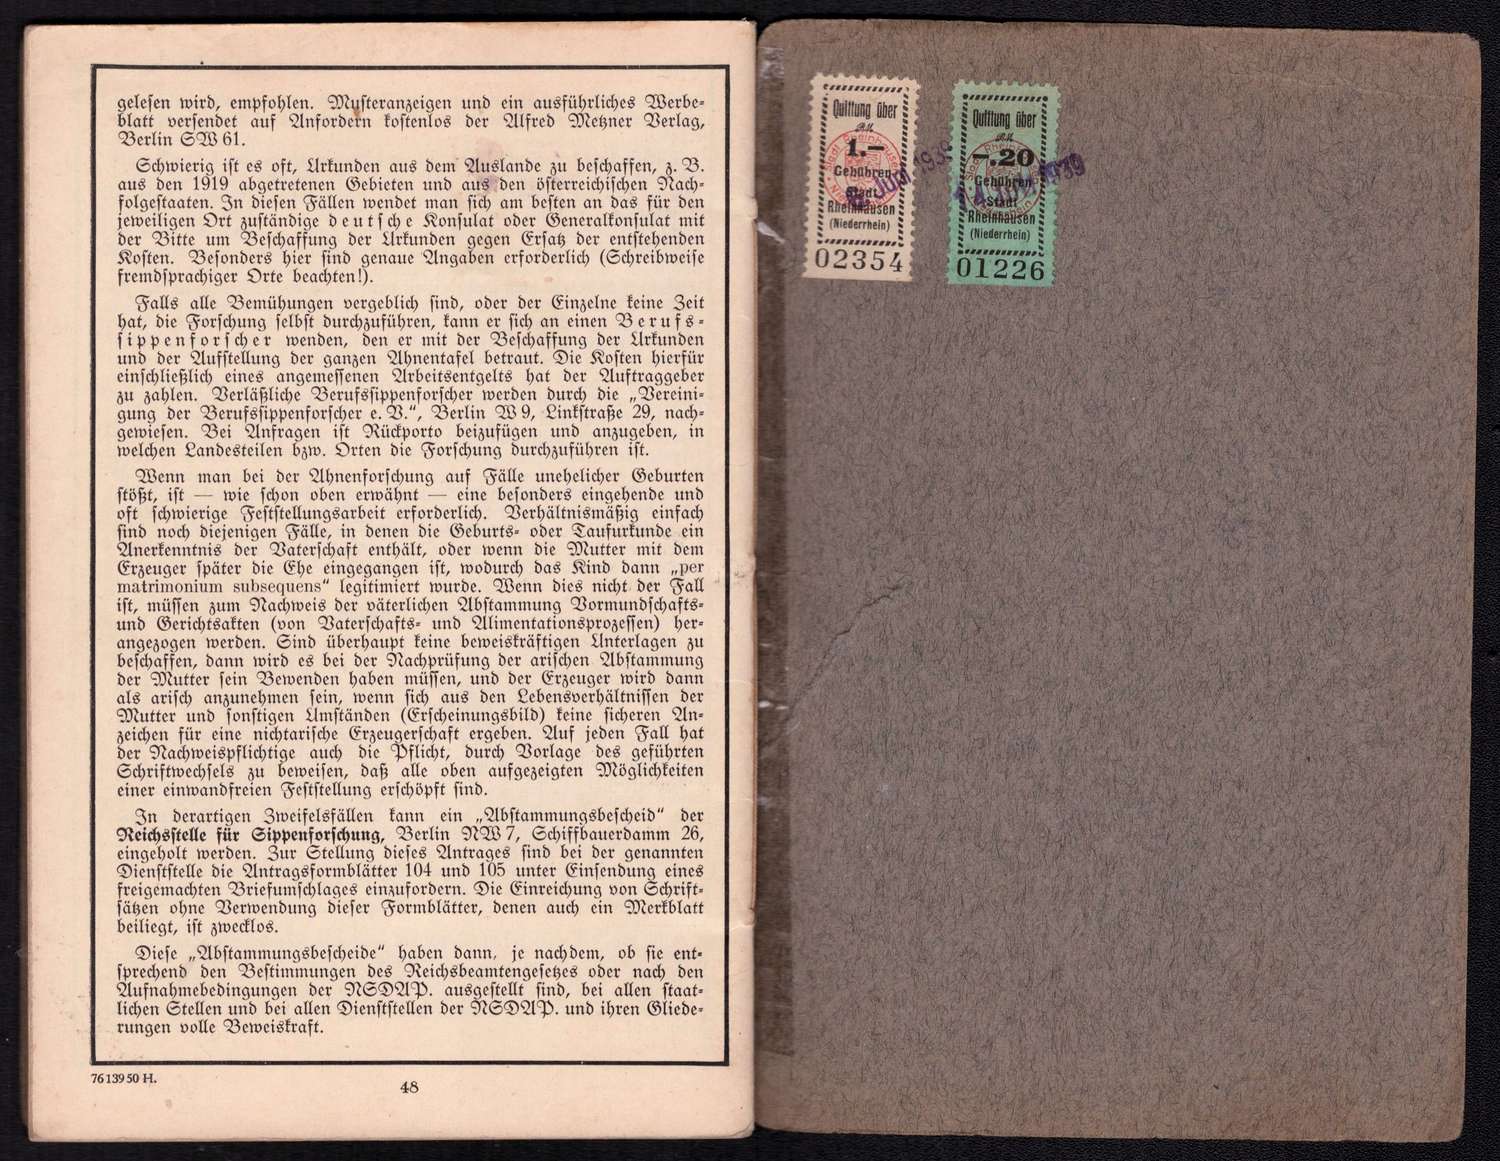 gelesen wird, empfohlen. Musteranzeigen und ein ausführliches Werbe-
blatt versendet auf Anfordern kostenlos der Alfred Metzner Verlag,
Berlin SW 61.
Schwierig ist es oft, Urkunden aus dem Auslande zu beschaffen, z. B.
aus den 1919 abgetretenen Gebieten und aus den österreichischen Nach-
folgestaaten. In diesen Fällen wendet man sich am besten an das für den
jeweiligen Ort zuständige deutsche Konsulat oder Generalkonsulat mit
der Bitte um Beschaffung der Urkunden gegen Ersatz der entstehenden
Kosten. Besonders hier sind genaue Angaben erforderlich (Schreibweise
fremdsprachiger Orte beachten!).
Falls alle Bemühungen vergeblich sind, oder der Einzelne keine Zeit
hat, die Forschung selbst durchzuführen, kann er sich an einen Berufs-
sippenforscher wenden, den er mit der Beschaffung der Urkunden
und der Aufstellung der ganzen Ahnentafel betraut. Die Kosten hierfür
einschließlich eines angemessenen Arbeitsentgelts hat der Auftraggeber
zu zahlen. Verläßliche Berufssippenforscher werden durch die „Vereini-
gung der Berufssippenforscher e. V.“, Berlin W 9, Linkstraße 29, nach-
gewiesen. Bei Anfragen ist Rückporto beizufügen und anzugeben, in
welchen Landesteilen bzw. Orten die Forschung durchzuführen ist.
Wenn man bei der Ahnenforschung auf Fälle unehelicher Geburten
stößt, ist — wie schon oben erwähnt — eine besonders eingehende und
oft schwierige Feststellungsarbeit erforderlich. Verhältnismäßig einfach
sind noch diejenigen Fälle, in denen die Geburts- oder Taufurkunde ein
Anerkenntnis der Vaterschaft enthält, oder wenn die Mutter mit dem
Erzeuger später die Ehe eingegangen ist, wodurch das Kind dann „per
matrimonium subsequens“ legitimiert wurde. Wenn dies nicht der Fall
ist, müssen zum Nachweis der väterlichen Abstammung Vormundschafts-
und Gerichtsakten (von Vaterschafts- und Alimentationsprozessen) her-
angezogen werden. Sind überhaupt keine beweiskräftigen Unterlagen zu
beschaffen, dann wird es bei der Nachprüfung der arischen Abstammung
der Mutter sein Bewenden haben müssen, und der Erzeuger wird dann
als arisch anzunehmen sein, wenn sich aus den Lebensverhältnissen der
Mutter und sonstigen Umständen (Erscheinungsbild) keine sicheren An-
zeichen für eine nichtarische Erzeugerschaft ergeben. Auf jeden Fall hat
der Nachweispflichtige auch die Pflicht, durch Vorlage des geführten
Schriftwechsels zu beweisen, daß alle oben aufgezeigten Möglichkeiten
einer einwandfreien Feststellung erschöpft sind.
In derartigen Zweifelsfällen kann ein „Abstammungsbescheid“ der
Reichsstelle für Sippenforschung, Berlin NW 7, Schiffbauerdamm 26,
eingeholt werden. Zur Stellung dieses Antrages sind bei der genannten
Dienststelle die Antragsformblätter 104 und 105 unter Einsendung eines
freigemachten Briefumschlages einzufordern. Die Einreichung von Schrift-
sätzen ohne Verwendung dieser Formblätter, denen auch ein Merkblatt
beiliegt, ist zwecklos.
Diese „Abstammungsbescheide“ haben dann, je nachdem, ob sie ent-
sprechend den Bestimmungen des Reichsbeamtengesetzes oder nach den
Aufnahmebedingungen der NSDAP. ausgestellt sind, bei allen staat-
lichen Stellen und bei allen Dienststellen der NSDAP. und ihren Gliede-
rungen volle Beweiskraft.
76 139 50 H.
48
Quittung über
RM.
1.—
Gebühren
Stadt
Rheinhausen
(Niederrhein)
02354
Juni 1939
Quittung über
RM.
—.20
Gebühren
Stadt
Rheinhausen
(Niederrhein)
01226
1939